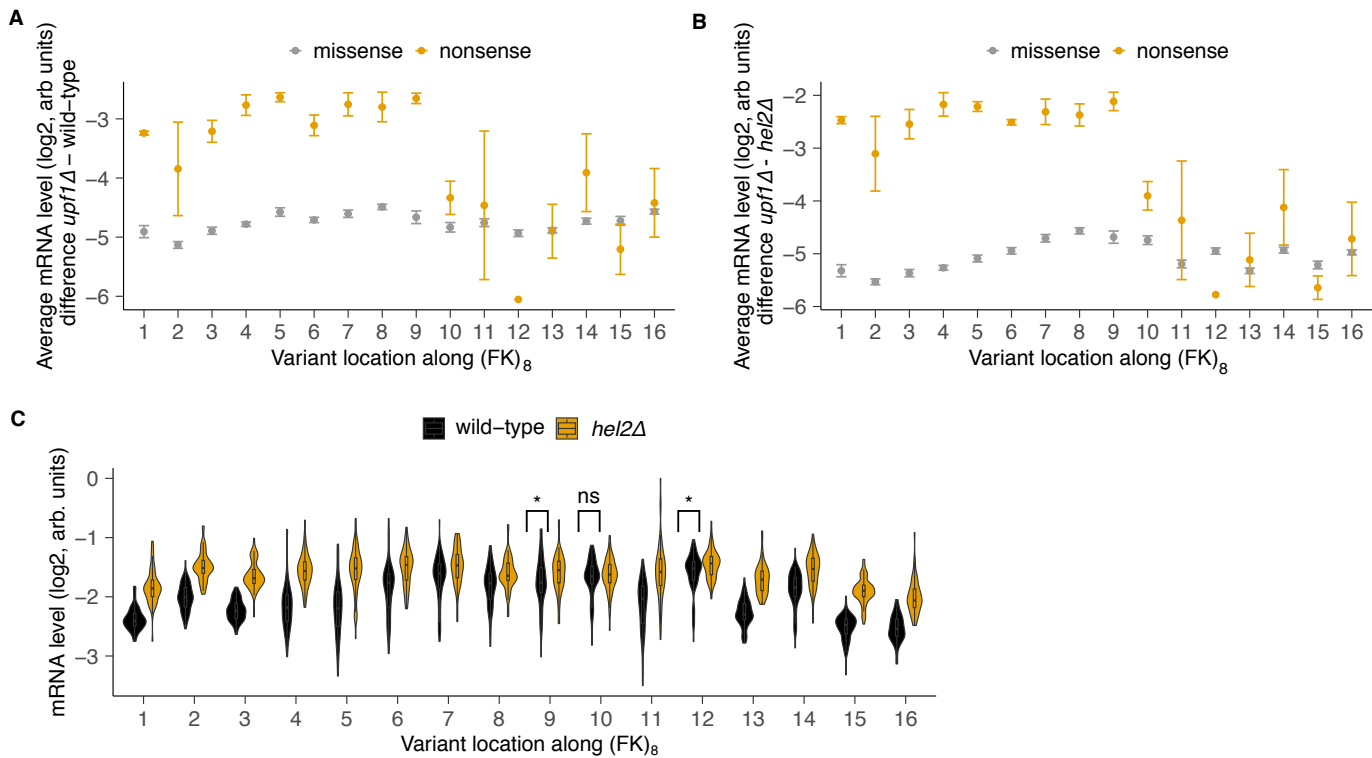 A
Average mRNA level (log2, arb units)
difference upf1Δ – wild–type
missense nonsense
−3
−4
−5
−6
1 2 3 4 5 6 7 8 9 10 11 12 13 14 15 16
Variant location along (FK)8
B
Average mRNA level (log2, arb units)
difference upf1Δ - hel2Δ
missense nonsense
−2
−3
−4
−5
−6
1 2 3 4 5 6 7 8 9 10 11 12 13 14 15 16
Variant location along (FK)8
C
mRNA level (log2, arb. units)
wild–type hel2Δ
0
−1
−2
−3
* ns *
1 2 3 4 5 6 7 8 9 10 11 12 13 14 15 16
Variant location along (FK)8